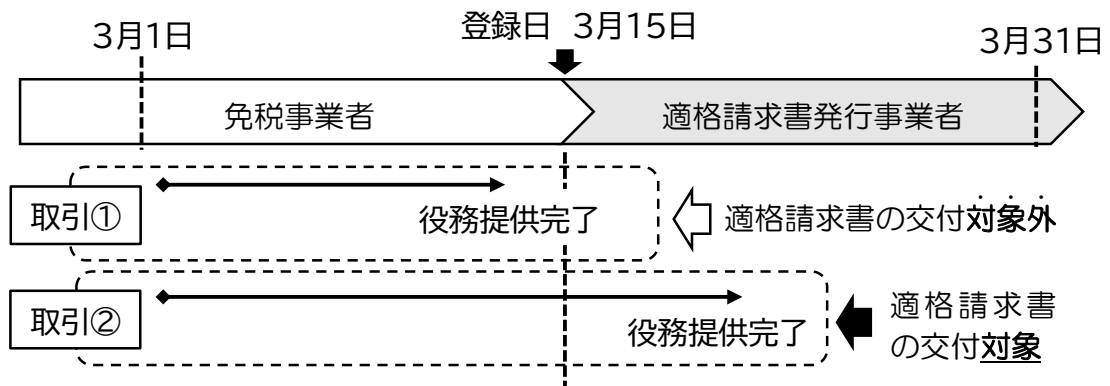 3月1日
登録日 3月15日
3月31日
免税事業者
適格請求書発行事業者
取引①
役務提供完了
適格請求書の交付対象外
取引②
役務提供完了
適格請求書
の交付対象